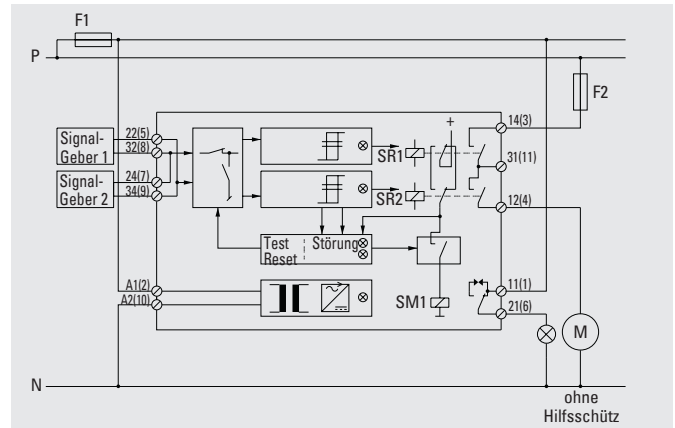 F1
P
F2
14(3)
Signal-
Geber 1
22(5)
32(8)
+
SR1
31(11)
Signal-
Geber 2
24(7)
34(9)
SR2
12(4)
Test
Reset
Störung
A1(2)
A2(10)
11(1)
SM1
21(6)
M
N
ohne
Hilfsschütz